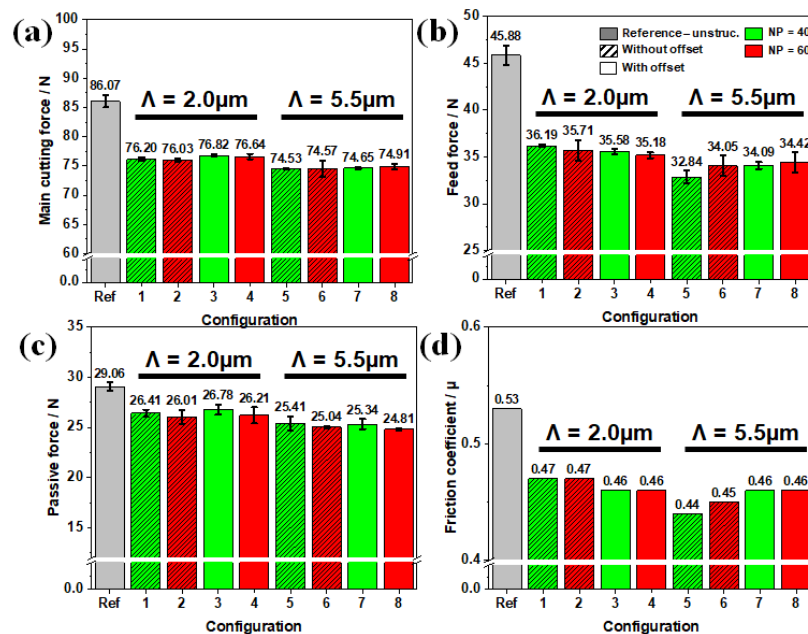 (a)
Main cutting force / N
100
95
90
85
80
75
70
65
60
0.0
86.07
Λ = 2.0μm
Λ = 5.5μm
76.20 76.03 76.82 76.64 74.53 74.57 74.65 74.91
Ref 1 2 3 4 5 6 7 8
Configuration
(b)
Feed force / N
50
45
40
35
30
25
0
45.88
Reference – unstruc.
Without offset
With offset
NP = 40
NP = 60
Λ = 2.0μm
Λ = 5.5μm
36.19 35.71 35.58 35.18 32.84 34.05 34.09 34.42
Ref 1 2 3 4 5 6 7 8
Configuration
(c)
Passive force / N
35
30
25
20
15
0.0
29.06
Λ = 2.0μm
Λ = 5.5μm
26.41 26.01 26.78 26.21 25.41 25.04 25.34 24.81
Ref 1 2 3 4 5 6 7 8
Configuration
(d)
Friction coefficient / μ
0.6
0.5
0.4
0.0
0.53
Λ = 2.0μm
Λ = 5.5μm
0.47 0.47 0.46 0.46 0.44 0.45 0.46 0.46
Ref 1 2 3 4 5 6 7 8
Configuration